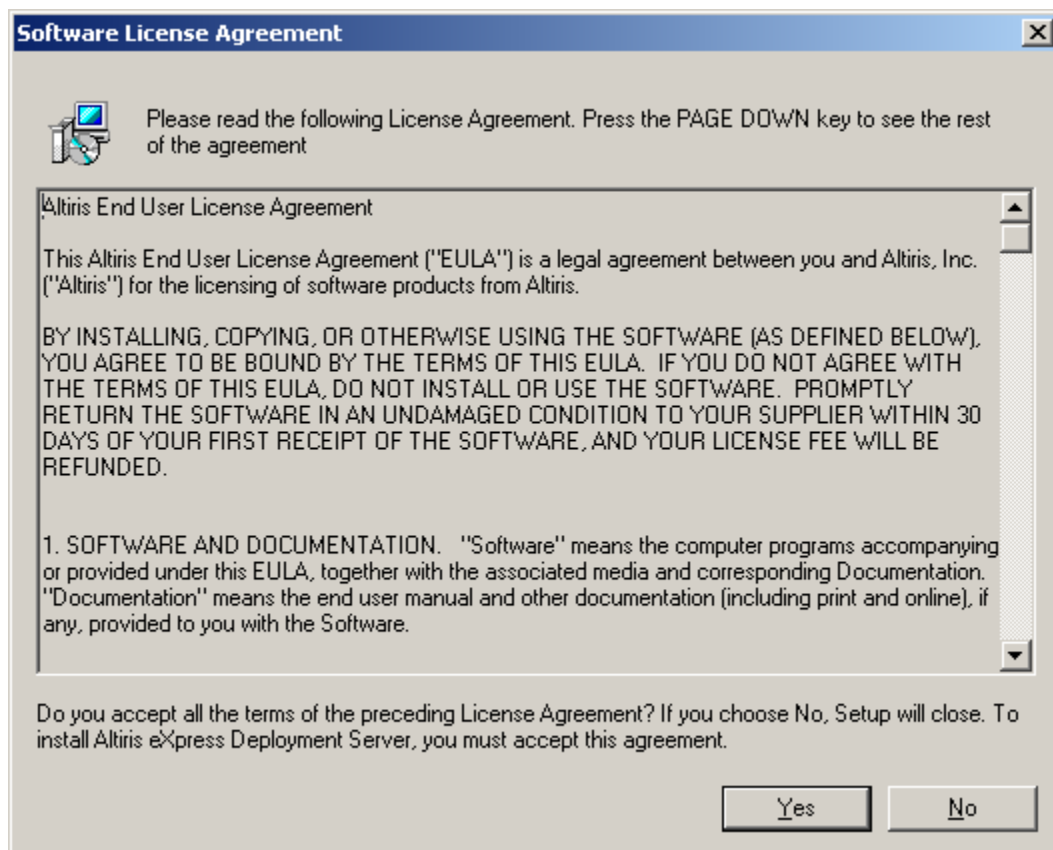 Software License Agreement
Please read the following License Agreement. Press the PAGE DOWN key to see the rest
of the agreement
Altiris End User License Agreement
This Altiris End User License Agreement ("EULA") is a legal agreement between you and Altiris, Inc.
("Altiris") for the licensing of software products from Altiris.
BY INSTALLING, COPYING, OR OTHERWISE USING THE SOFTWARE (AS DEFINED BELOW),
YOU AGREE TO BE BOUND BY THE TERMS OF THIS EULA.  IF YOU DO NOT AGREE WITH
THE TERMS OF THIS EULA, DO NOT INSTALL OR USE THE SOFTWARE.  PROMPTLY
RETURN THE SOFTWARE IN AN UNDAMAGED CONDITION TO YOUR SUPPLIER WITHIN 30
DAYS OF YOUR FIRST RECEIPT OF THE SOFTWARE, AND YOUR LICENSE FEE WILL BE
REFUNDED.
1. SOFTWARE AND DOCUMENTATION.   "Software" means the computer programs accompanying
or provided under this EULA, together with the associated media and corresponding Documentation.
"Documentation" means the end user manual and other documentation (including print and online), if
any, provided to you with the Software.
Do you accept all the terms of the preceding License Agreement? If you choose No, Setup will close. To
install Altiris eXpress Deployment Server, you must accept this agreement.
Yes
No